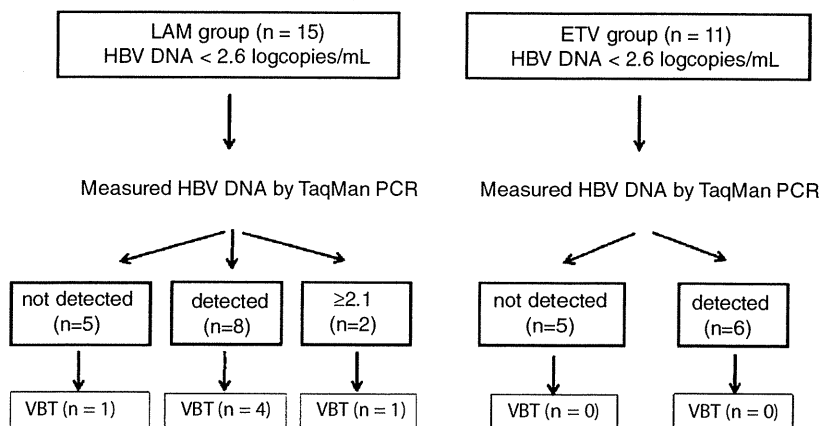 LAM group (n = 15)
HBV DNA < 2.6 logcopies/mL
ETV group (n = 11)
HBV DNA < 2.6 logcopies/mL
Measured HBV DNA by TaqMan PCR
Measured HBV DNA by TaqMan PCR
not detected
(n=5)
detected
(n=8)
≥2.1
(n=2)
not detected
(n=5)
detected
(n=6)
VBT (n = 1)
VBT (n = 4)
VBT (n = 1)
VBT (n = 0)
VBT (n = 0)